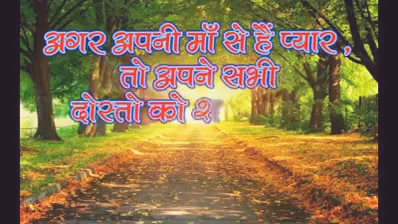 अगर अपनी माँ से हैं प्यार ,
तो अपने सभी
दोस्तो को